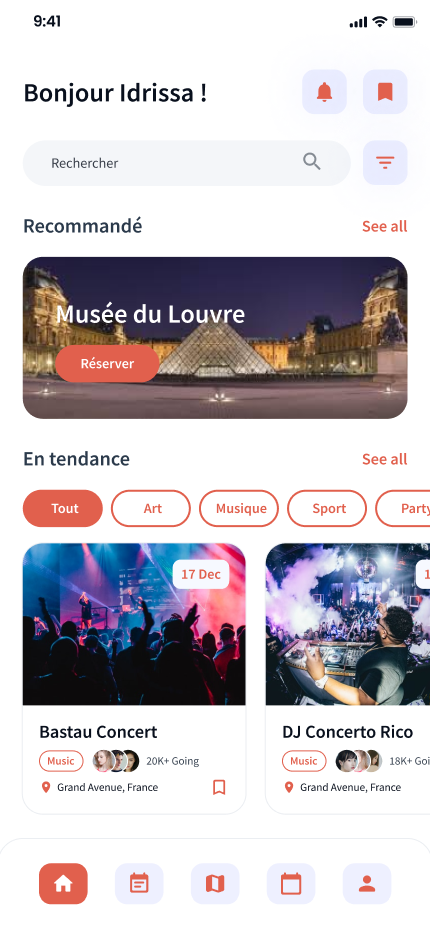 9:41
Bonjour Idrissa !
Rechercher
Recommandé See all
Musée du Louvre
Réserver
En tendance See all
Tout Art Musique Sport Party
17 Dec 1
Bastau Concert DJ Concerto Rico
Music 20K+ Going Music 18K+ Goi
Grand Avenue, France Grand Avenue, France